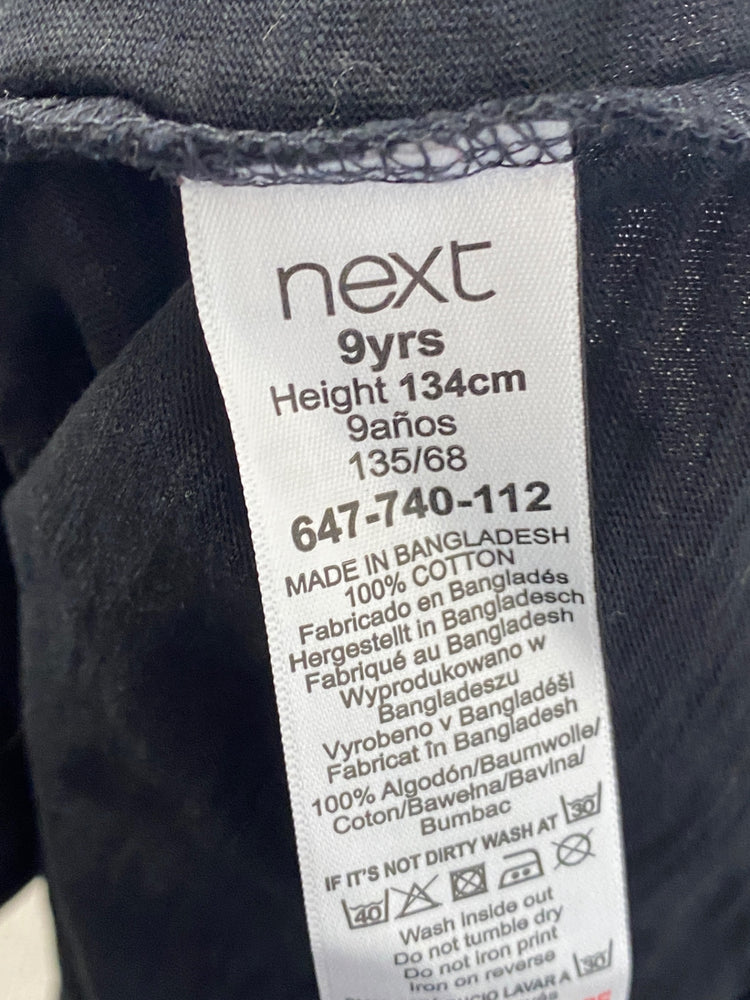 next
9yrs
Height 134cm
9años
135/68
647-740-112
MADE IN BANGLADESH
100% COTTON
Fabricado en Bangladés
Hergestellt in Bangladesch
Fabriqué au Bangladesh
Wyprodukowano w
Bangladeszu
Vyrobeno v Bangladéši
Fabricat în Bangladesh
100% Algodón/Baumwolle/
Coton/Bawełna/Bavlna/
Bumbac
IF IT'S NOT DIRTY WASH AT 30
40
Wash inside out
Do not tumble dry
Do not iron print
Iron on reverse
LAVAR A 30